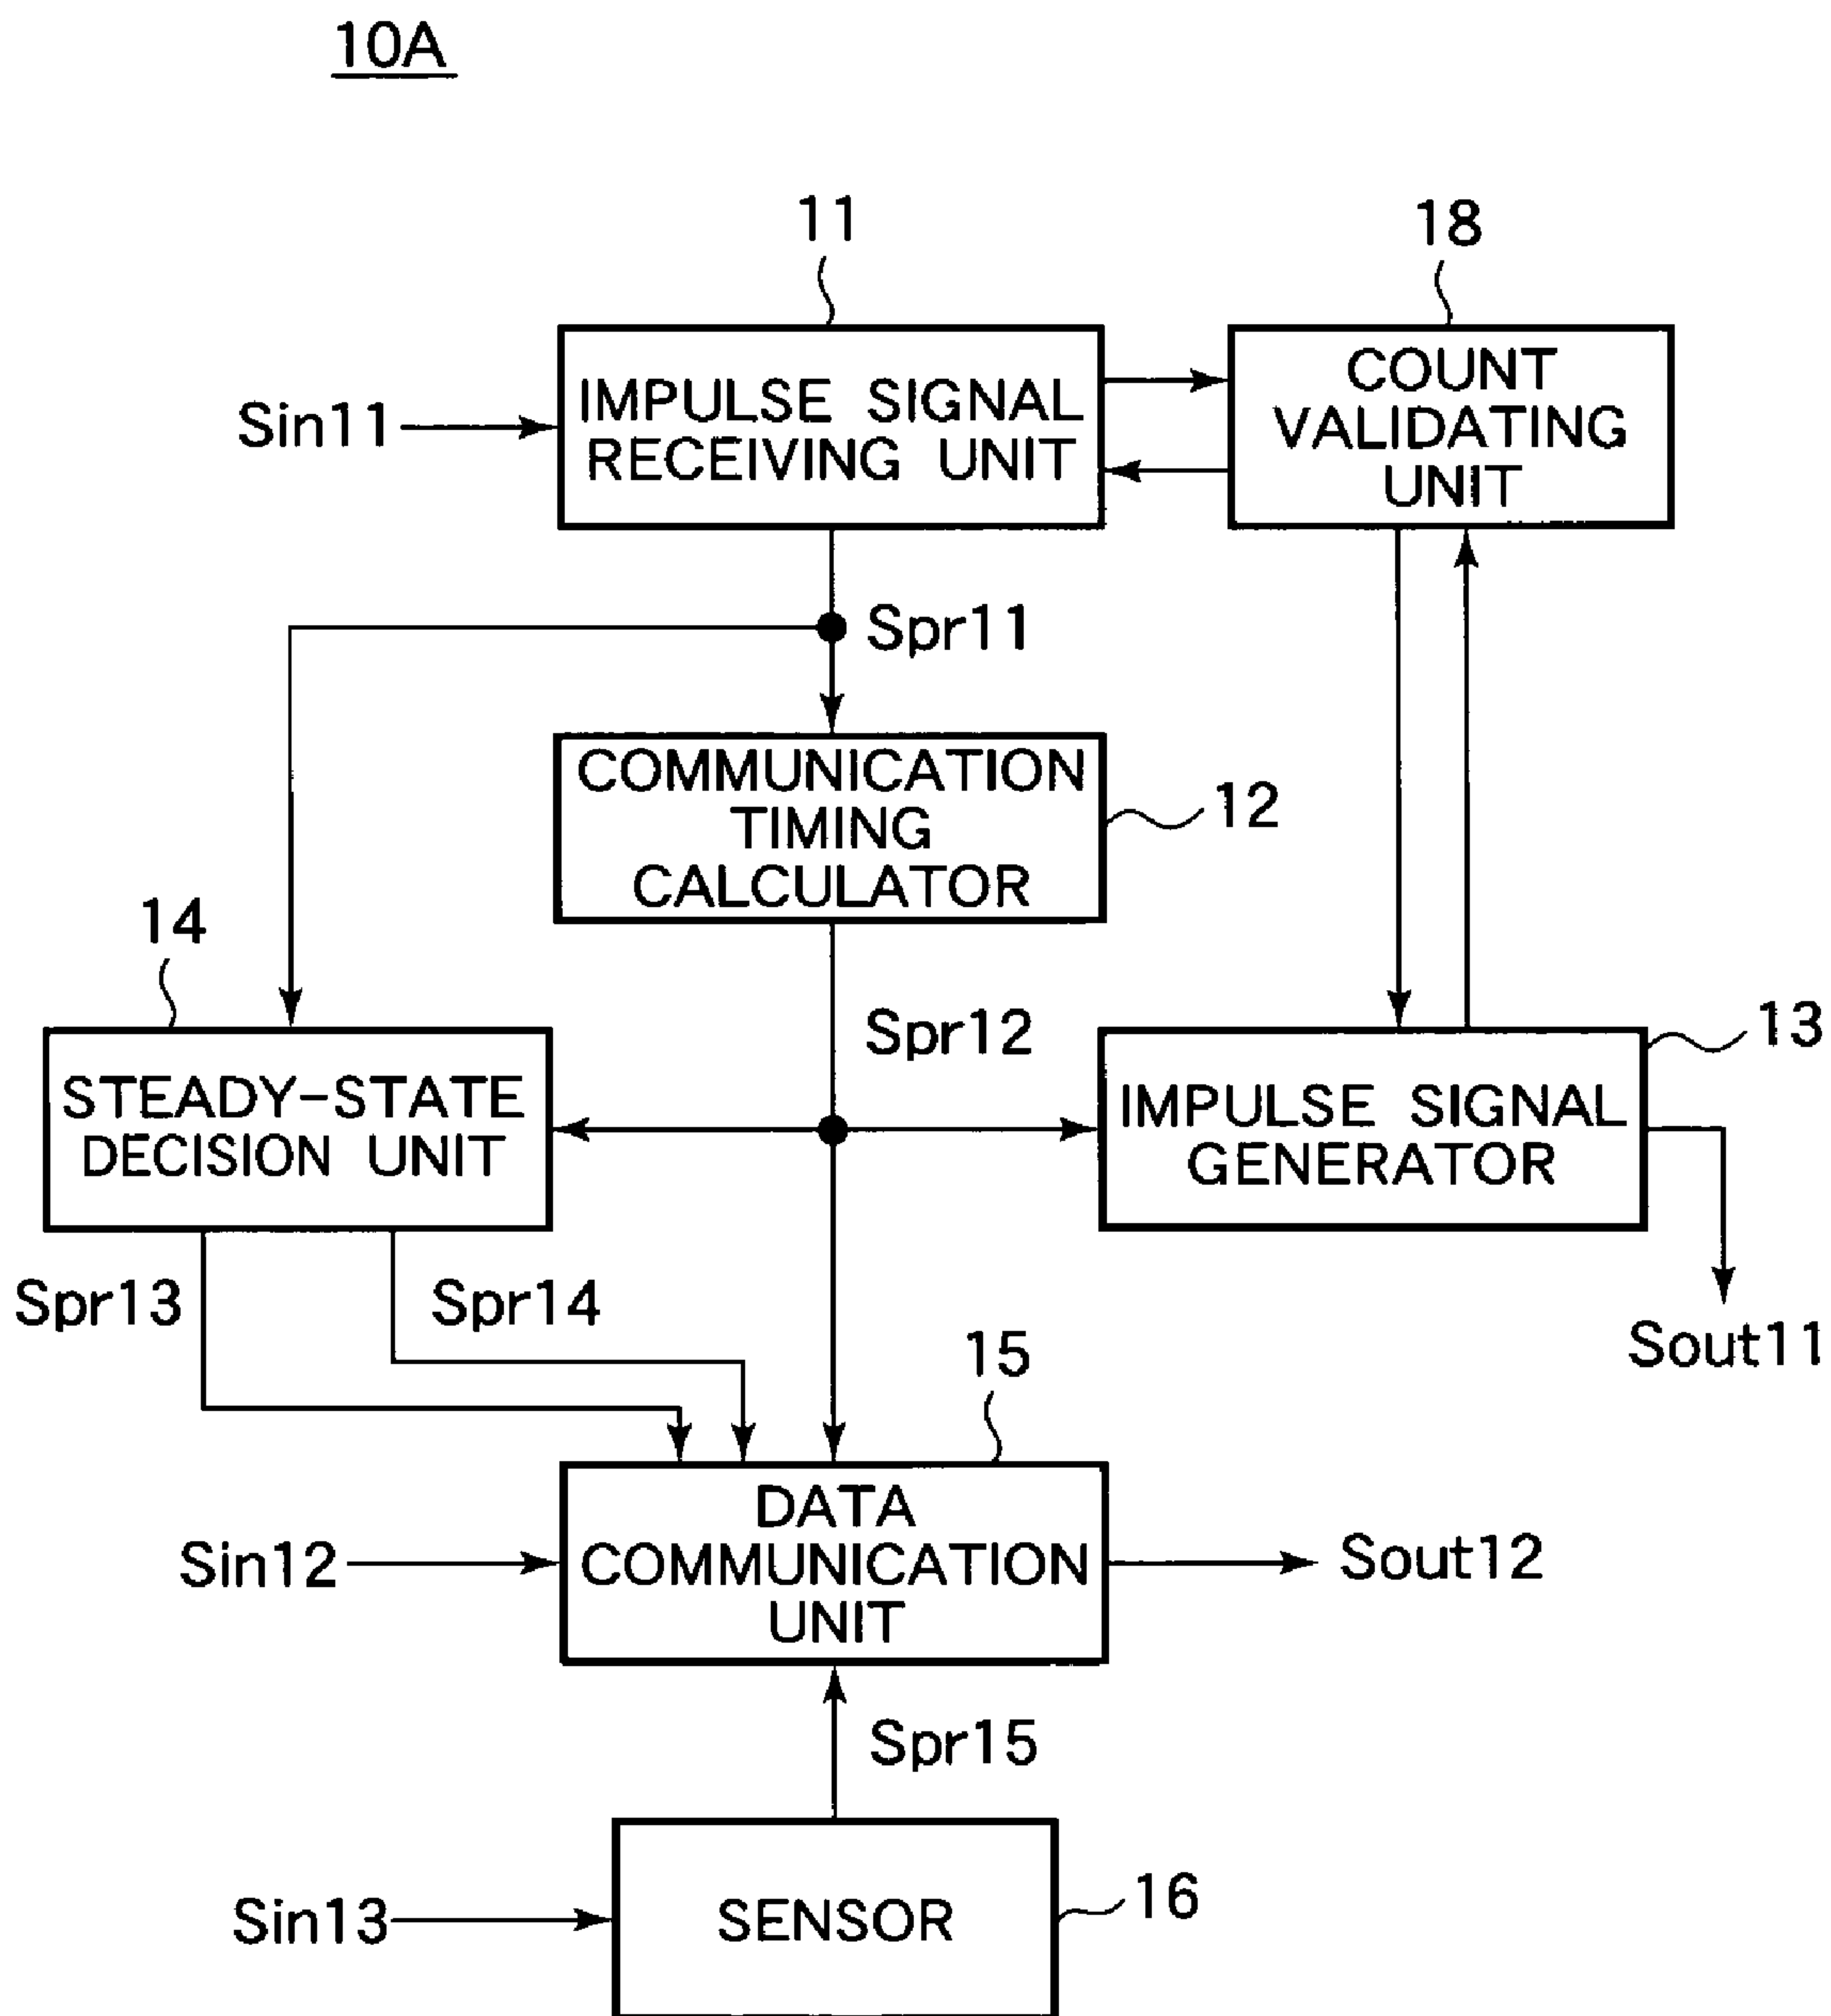 10A
11
18
IMPULSE SIGNAL
RECEIVING UNIT
COUNT
VALIDATING
UNIT
Sin11
Spr11
COMMUNICATION
TIMING
CALCULATOR
12
14
Spr12
13
STEADY-STATE
DECISION UNIT
IMPULSE SIGNAL
GENERATOR
Spr13
Spr14
Sout11
15
DATA
COMMUNICATION
UNIT
Sin12
Sout12
Spr15
Sin13
SENSOR
16